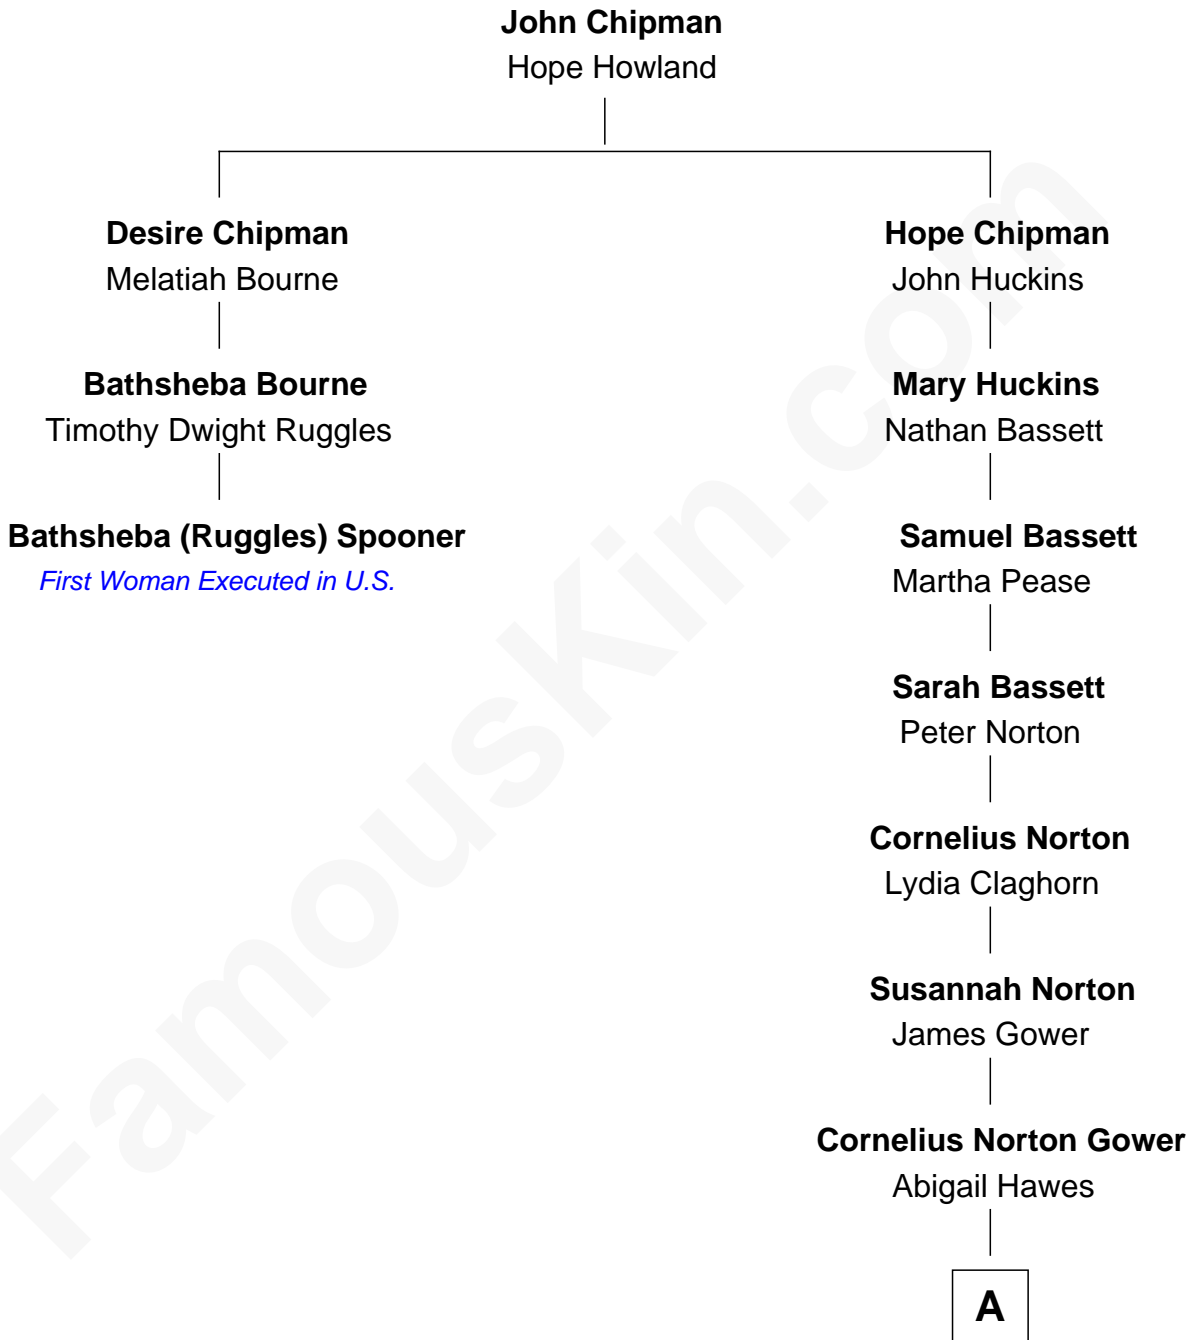 John Chipman
Hope Howland
Desire Chipman
Melatiah Bourne
Hope Chipman
John Huckins
Bathsheba Bourne
Timothy Dwight Ruggles
Mary Huckins
Nathan Bassett
Bathsheba (Ruggles) Spooner
First Woman Executed in U.S.
Samuel Bassett
Martha Pease
Sarah Bassett
Peter Norton
Cornelius Norton
Lydia Claghorn
Susannah Norton
James Gower
Cornelius Norton Gower
Abigail Hawes
A
FamousKin.com